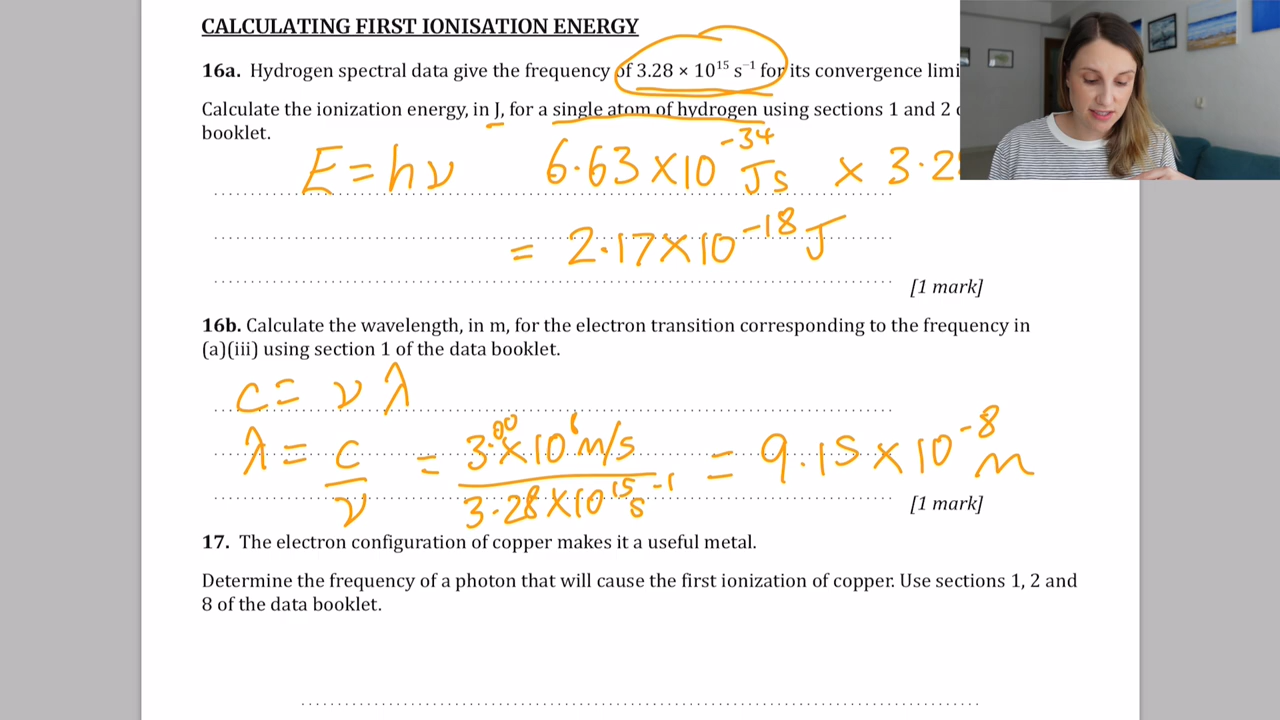 CALCULATING FIRST IONISATION ENERGY
16a. Hydrogen spectral data give the frequency of 3.28 × 10¹⁵ s⁻¹ for its convergence limi
Calculate the ionization energy, in J, for a single atom of hydrogen using sections 1 and 2
booklet.
E = hν 6.63 × 10⁻³⁴ Js × 3.2
= 2.17 × 10⁻¹⁸ J
[1 mark]
16b. Calculate the wavelength, in m, for the electron transition corresponding to the frequency in
(a)(iii) using section 1 of the data booklet.
c = ν λ
λ = c/ν = 3.00 × 10⁶ m/s / 3.28 × 10¹⁵ s⁻¹ = 9.15 × 10⁻⁸ m
[1 mark]
17. The electron configuration of copper makes it a useful metal.
Determine the frequency of a photon that will cause the first ionization of copper. Use sections 1, 2 and
8 of the data booklet.